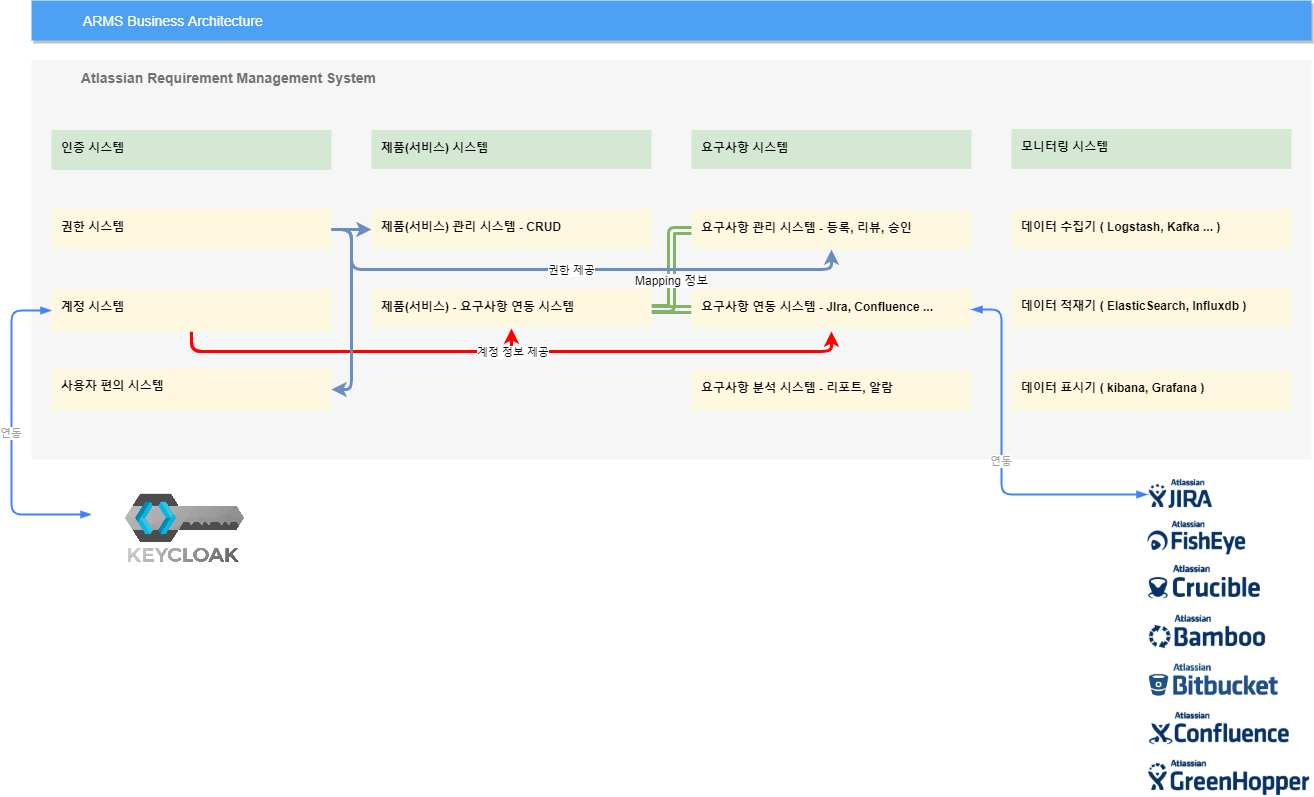 ARMS Business Architecture
Atlassian Requirement Management System
인증 시스템
제품(서비스) 시스템
요구사항 시스템
모니터링 시스템
권한 시스템
제품(서비스) 관리 시스템 - CRUD
요구사항 관리 시스템 - 등록, 리뷰, 승인
데이터 수집기 ( Logstash, Kafka ... )
권한 제공
Mapping 정보
계정 시스템
제품(서비스) - 요구사항 연동 시스템
요구사항 연동 시스템 - JIra, Confluence ...
데이터 적재기 ( ElasticSearch, Influxdb )
계정 정보 제공
사용자 편의 시스템
요구사항 분석 시스템 - 리포트, 알람
데이터 표시기 ( kibana, Grafana )
연동
연동
KEYCLOAK
Atlassian
JIRA
Atlassian
FishEye
Atlassian
Crucible
Atlassian
Bamboo
Atlassian
Bitbucket
Atlassian
Confluence
Atlassian
GreenHopper